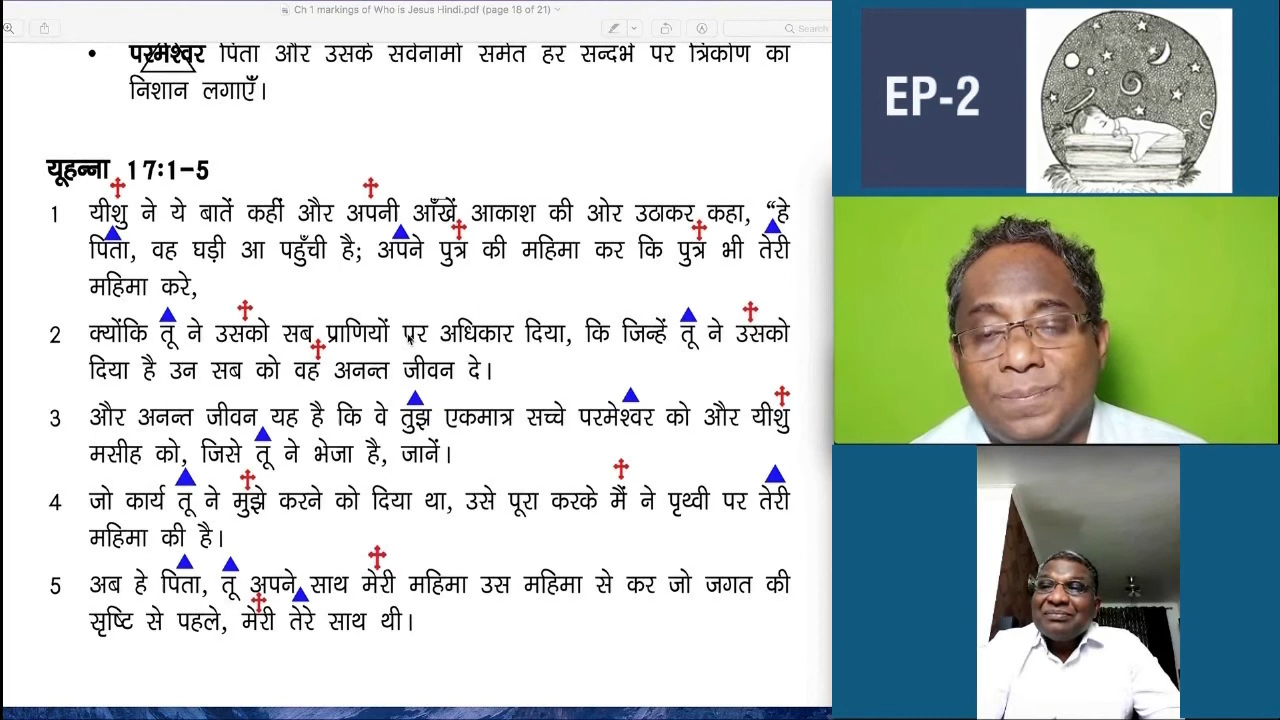 Ch 1 markings of Who is Jesus Hindi.pdf (page 18 of 21)
Search
• परमेश्वर पिता और उसके सर्वनामों समेत हर सन्दर्भ पर त्रिकोण का
निशान लगाएँ।
यूहन्ना 17:1-5
1 यीशु ने ये बातें कहीं और अपनी आँखें आकाश की ओर उठाकर कहा, “हे
पिता, वह घड़ी आ पहुँची है; अपने पुत्र की महिमा कर कि पुत्र भी तेरी
महिमा करे,
2 क्योंकि तू ने उसको सब प्राणियों पर अधिकार दिया, कि जिन्हें तू ने उसको
दिया है उन सब को वह अनन्त जीवन दे।
3 और अनन्त जीवन यह है कि वे तुझ एकमात्र सच्चे परमेश्वर को और यीशु
मसीह को, जिसे तू ने भेजा है, जानें।
4 जो कार्य तू ने मुझे करने को दिया था, उसे पूरा करके मैं ने पृथ्वी पर तेरी
महिमा की है।
5 अब हे पिता, तू अपने साथ मेरी महिमा उस महिमा से कर जो जगत की
सृष्टि से पहले, मेरी तेरे साथ थी।
EP-2